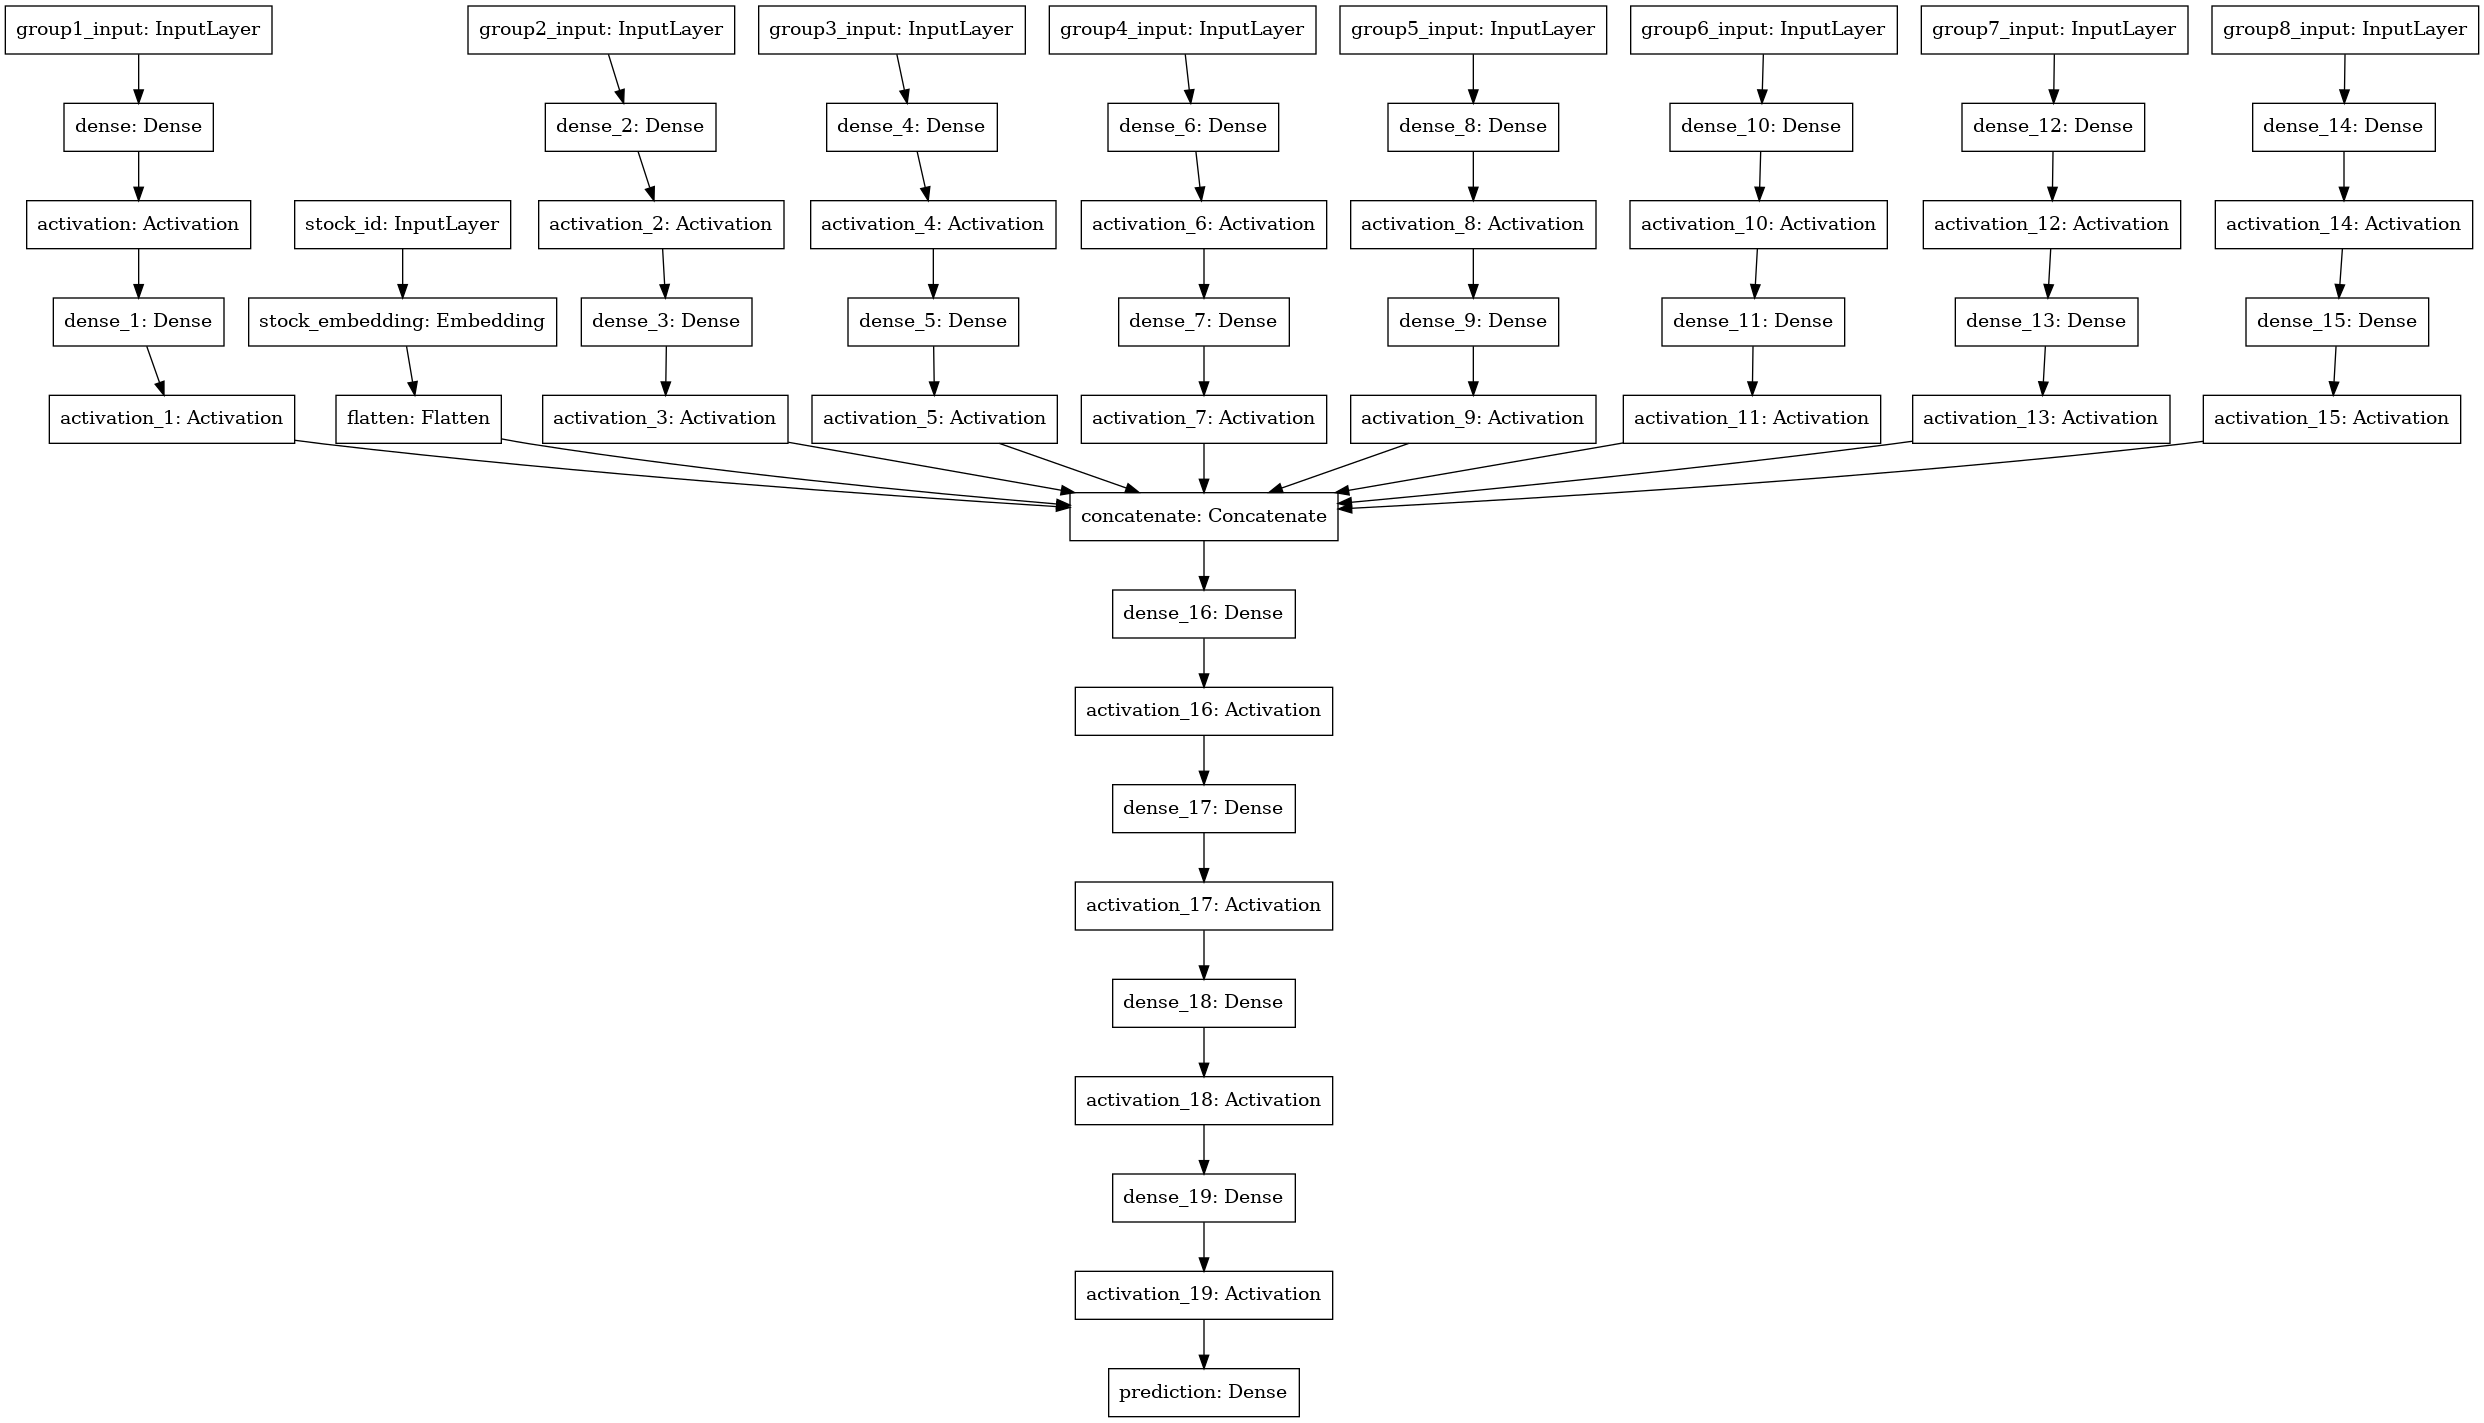 group1_input: InputLayer
group2_input: InputLayer
group3_input: InputLayer
group4_input: InputLayer
group5_input: InputLayer
group6_input: InputLayer
group7_input: InputLayer
group8_input: InputLayer
dense: Dense
dense_2: Dense
dense_4: Dense
dense_6: Dense
dense_8: Dense
dense_10: Dense
dense_12: Dense
dense_14: Dense
activation: Activation
stock_id: InputLayer
activation_2: Activation
activation_4: Activation
activation_6: Activation
activation_8: Activation
activation_10: Activation
activation_12: Activation
activation_14: Activation
dense_1: Dense
stock_embedding: Embedding
dense_3: Dense
dense_5: Dense
dense_7: Dense
dense_9: Dense
dense_11: Dense
dense_13: Dense
dense_15: Dense
activation_1: Activation
flatten: Flatten
activation_3: Activation
activation_5: Activation
activation_7: Activation
activation_9: Activation
activation_11: Activation
activation_13: Activation
activation_15: Activation
concatenate: Concatenate
dense_16: Dense
activation_16: Activation
dense_17: Dense
activation_17: Activation
dense_18: Dense
activation_18: Activation
dense_19: Dense
activation_19: Activation
prediction: Dense